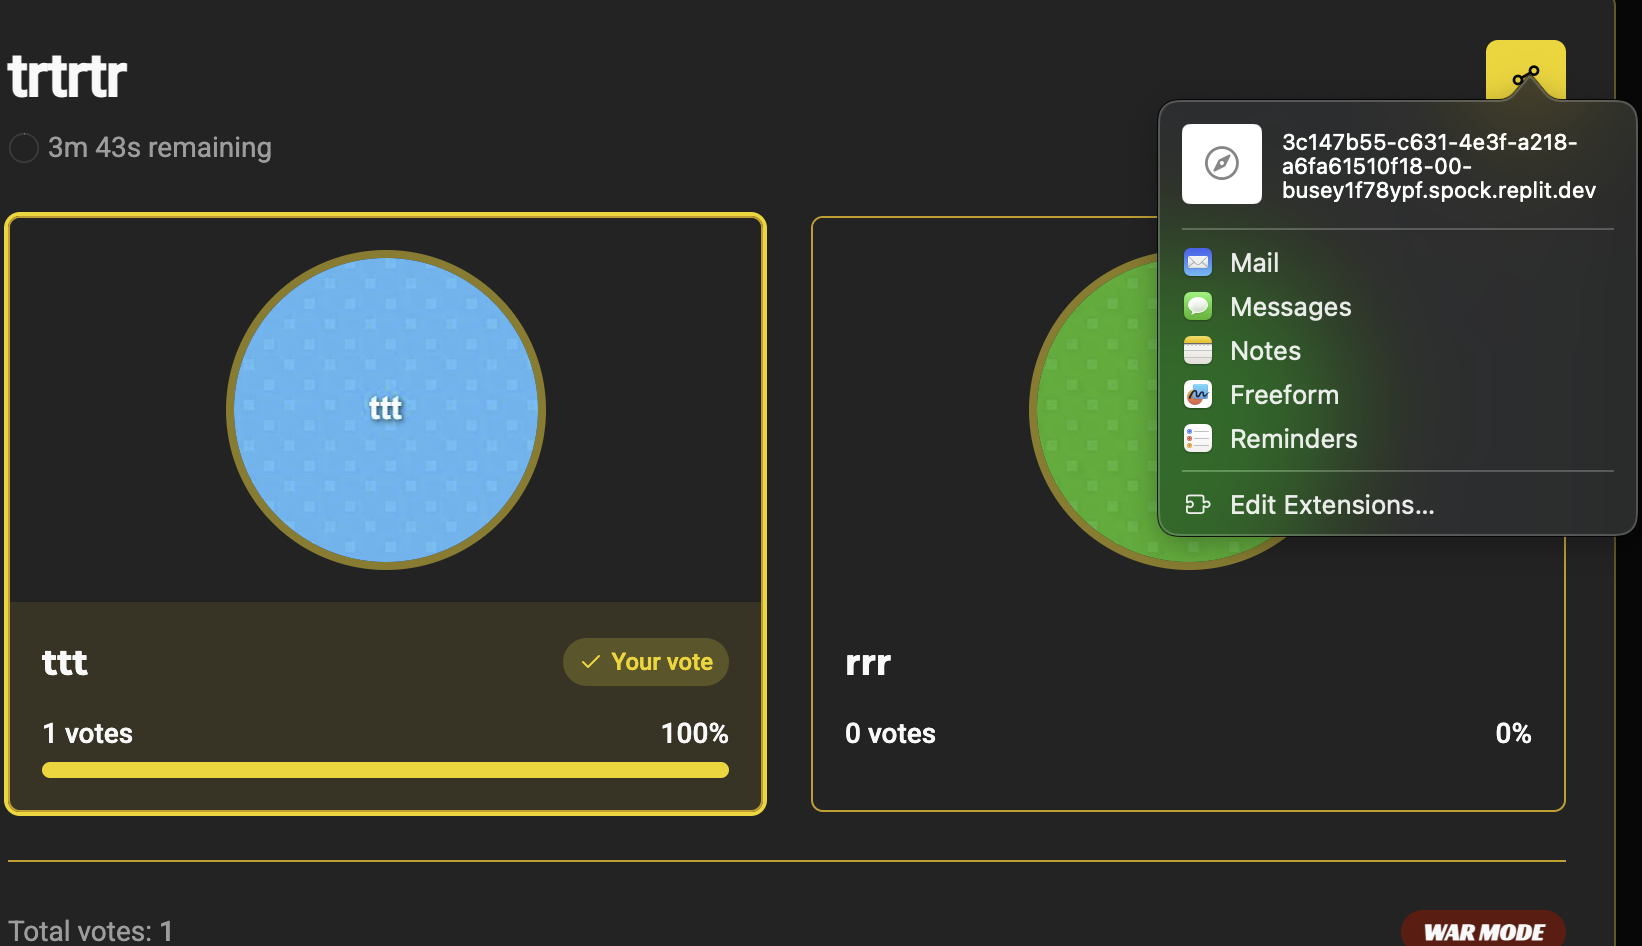 trtrtr
3m 43s remaining
3c147b55-c631-4e3f-a218-
a6fa61510f18-00-
busey1f78ypf.spock.replit.dev
Mail
Messages
Notes
Freeform
Reminders
Edit Extensions...
ttt
ttt
Your vote
1 votes
100%
rrr
0 votes
0%
Total votes: 1
WAR MODE